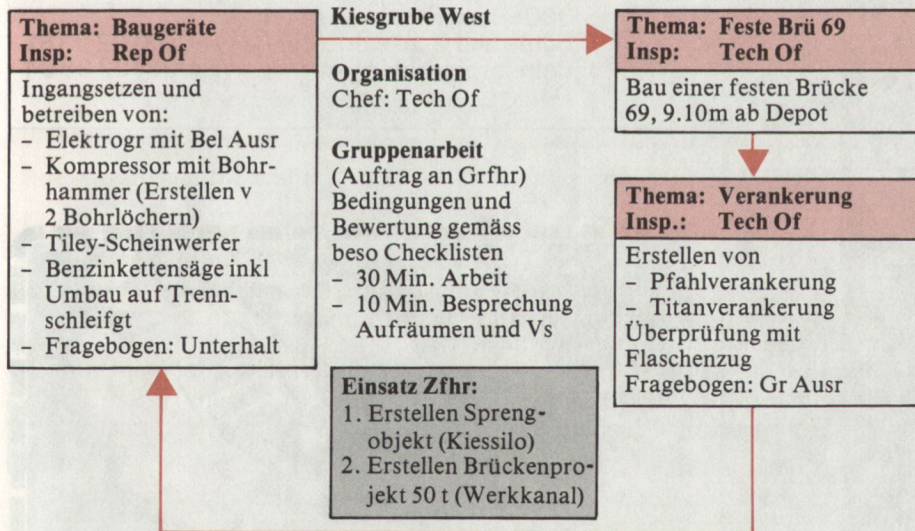 Thema: Baugeräte
Insp: Rep Of
Ingangsetzen und
betreiben von:
– Elektrogr mit Bel Ausr
– Kompressor mit Bohr-
hammer (Erstellen v
2 Bohrlöchern)
– Tiley-Scheinwerfer
– Benzinkettensäge inkl
Umbau auf Trenn-
schleifgt
– Fragebogen: Unterhalt
Kiesgrube West
Organisation
Chef: Tech Of
Gruppenarbeit
(Auftrag an Grfhr)
Bedingungen und
Bewertung gemäss
beso Checklisten
– 30 Min. Arbeit
– 10 Min. Besprechung
Aufräumen und Vs
Einsatz Zfhr:
1. Erstellen Spreng-
objekt (Kiessilo)
2. Erstellen Brückenpro-
jekt 50 t (Werkkanal)
Thema: Feste Brü 69
Insp: Tech Of
Bau einer festen Brücke
69, 9.10m ab Depot
Thema: Verankerung
Insp.: Tech Of
Erstellen von
– Pfahlverankerung
– Titanverankerung
Überprüfung mit
Flaschenzug
Fragebogen: Gr Ausr